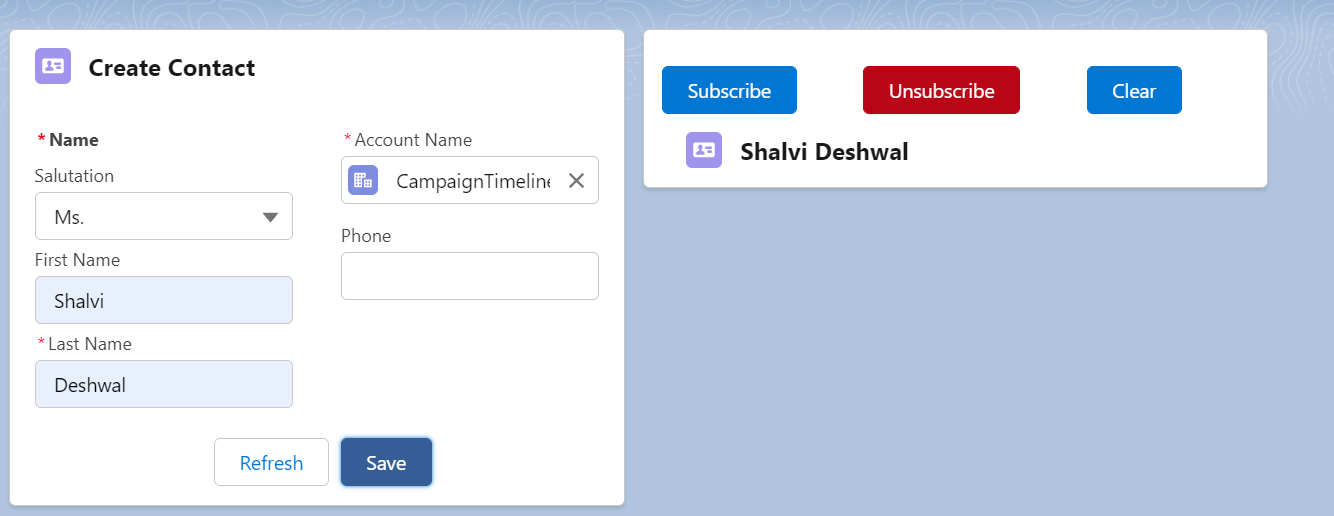 Create Contact
* Name
Salutation
Ms.
First Name
Shalvi
* Last Name
Deshwal
* Account Name
CampaignTimeline
Phone
Refresh
Save
Subscribe
Unsubscribe
Clear
Shalvi Deshwal